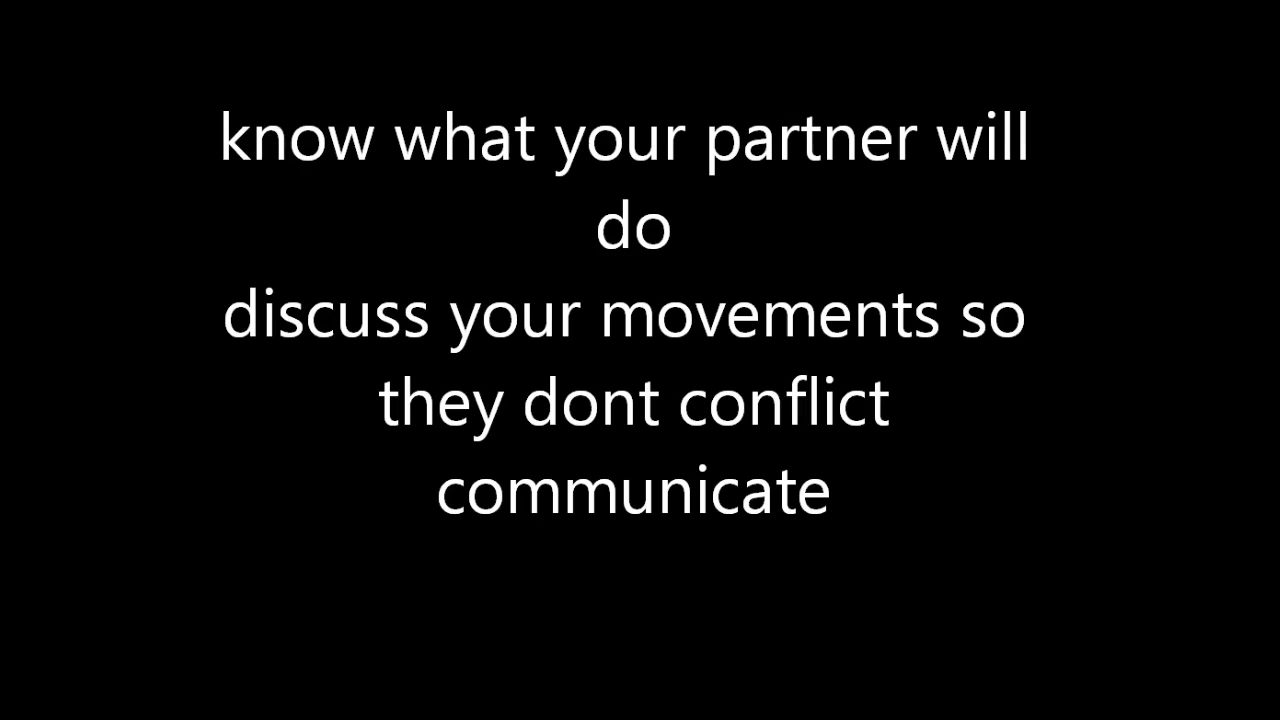 know what your partner will
do
discuss your movements so
they dont conflict
communicate